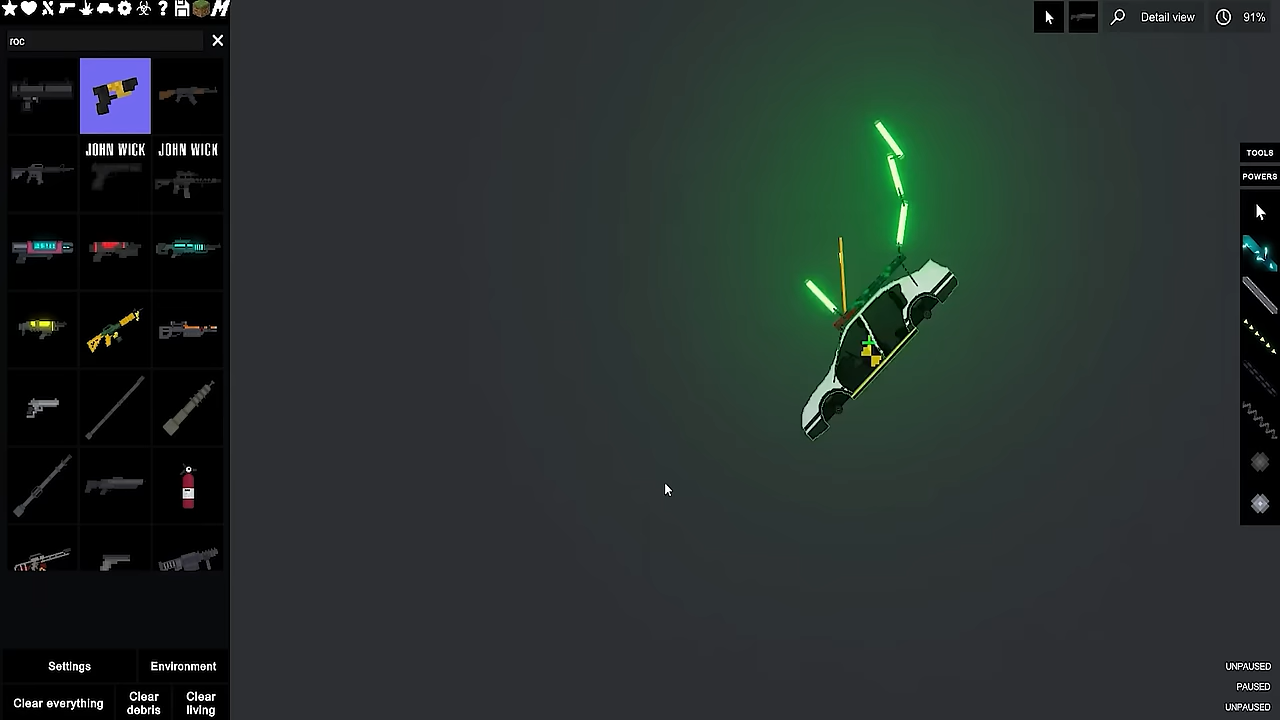 Detail view
91%
roc
JOHN WICK
JOHN WICK
TOOLS
POWERS
Settings
Environment
Clear everything
Clear
debris
Clear
living
UNPAUSED
PAUSED
UNPAUSED